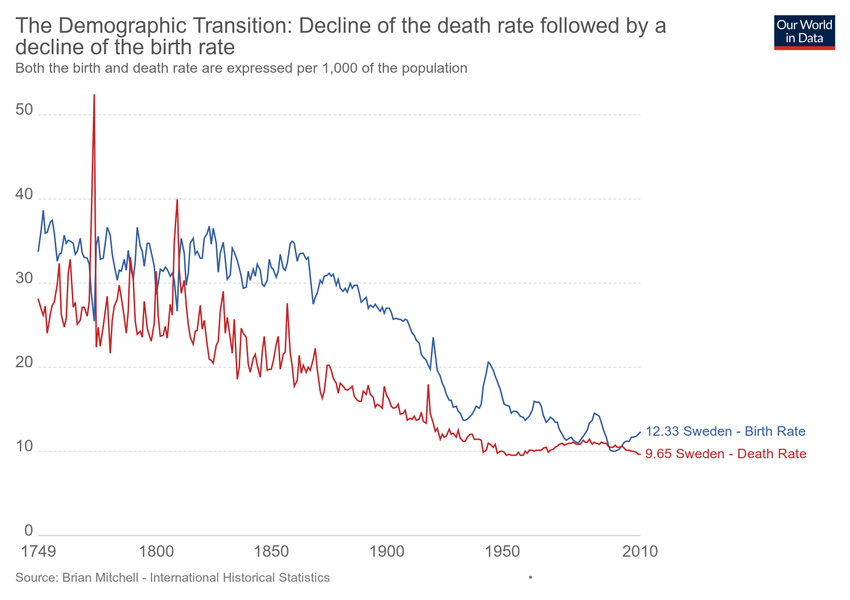 The Demographic Transition: Decline of the death rate followed by a
decline of the birth rate
Our World
in Data
Both the birth and death rate are expressed per 1,000 of the population
50
40
30
20
10
0
12.33 Sweden - Birth Rate
9.65 Sweden - Death Rate
1749 1800 1850 1900 1950 2010
Source: Brian Mitchell - International Historical Statistics